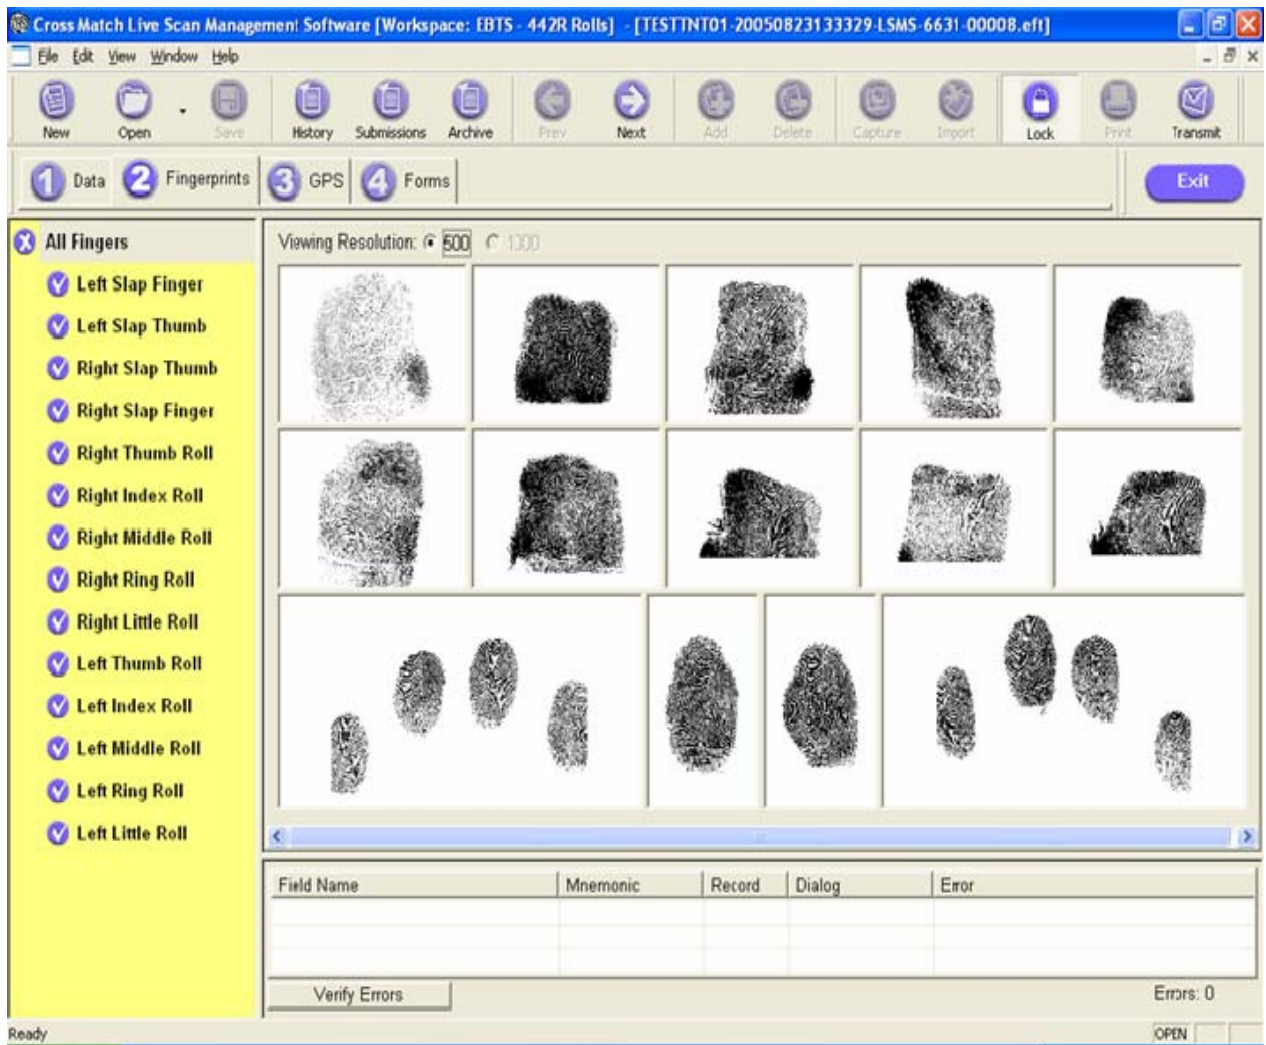 Cross Match Live Scan Management Software [Workspace: EBTS - 442R Rolls] - [TESTTNT01-20050823133329-LSMS-6631-00008.eft]
File Edit View Window Help
New Open Save History Submissions Archive Prev Next Add Delete Capture Import Lock Print Transmit
1 Data 2 Fingerprints 3 GPS 4 Forms Exit
All Fingers
Left Slap Finger
Left Slap Thumb
Right Slap Thumb
Right Slap Finger
Right Thumb Roll
Right Index Roll
Right Middle Roll
Right Ring Roll
Right Little Roll
Left Thumb Roll
Left Index Roll
Left Middle Roll
Left Ring Roll
Left Little Roll
Viewing Resolution: 500 1000
Field Name Mnemonic Record Dialog Error
Verify Errors Errors: 0
Ready OPEN